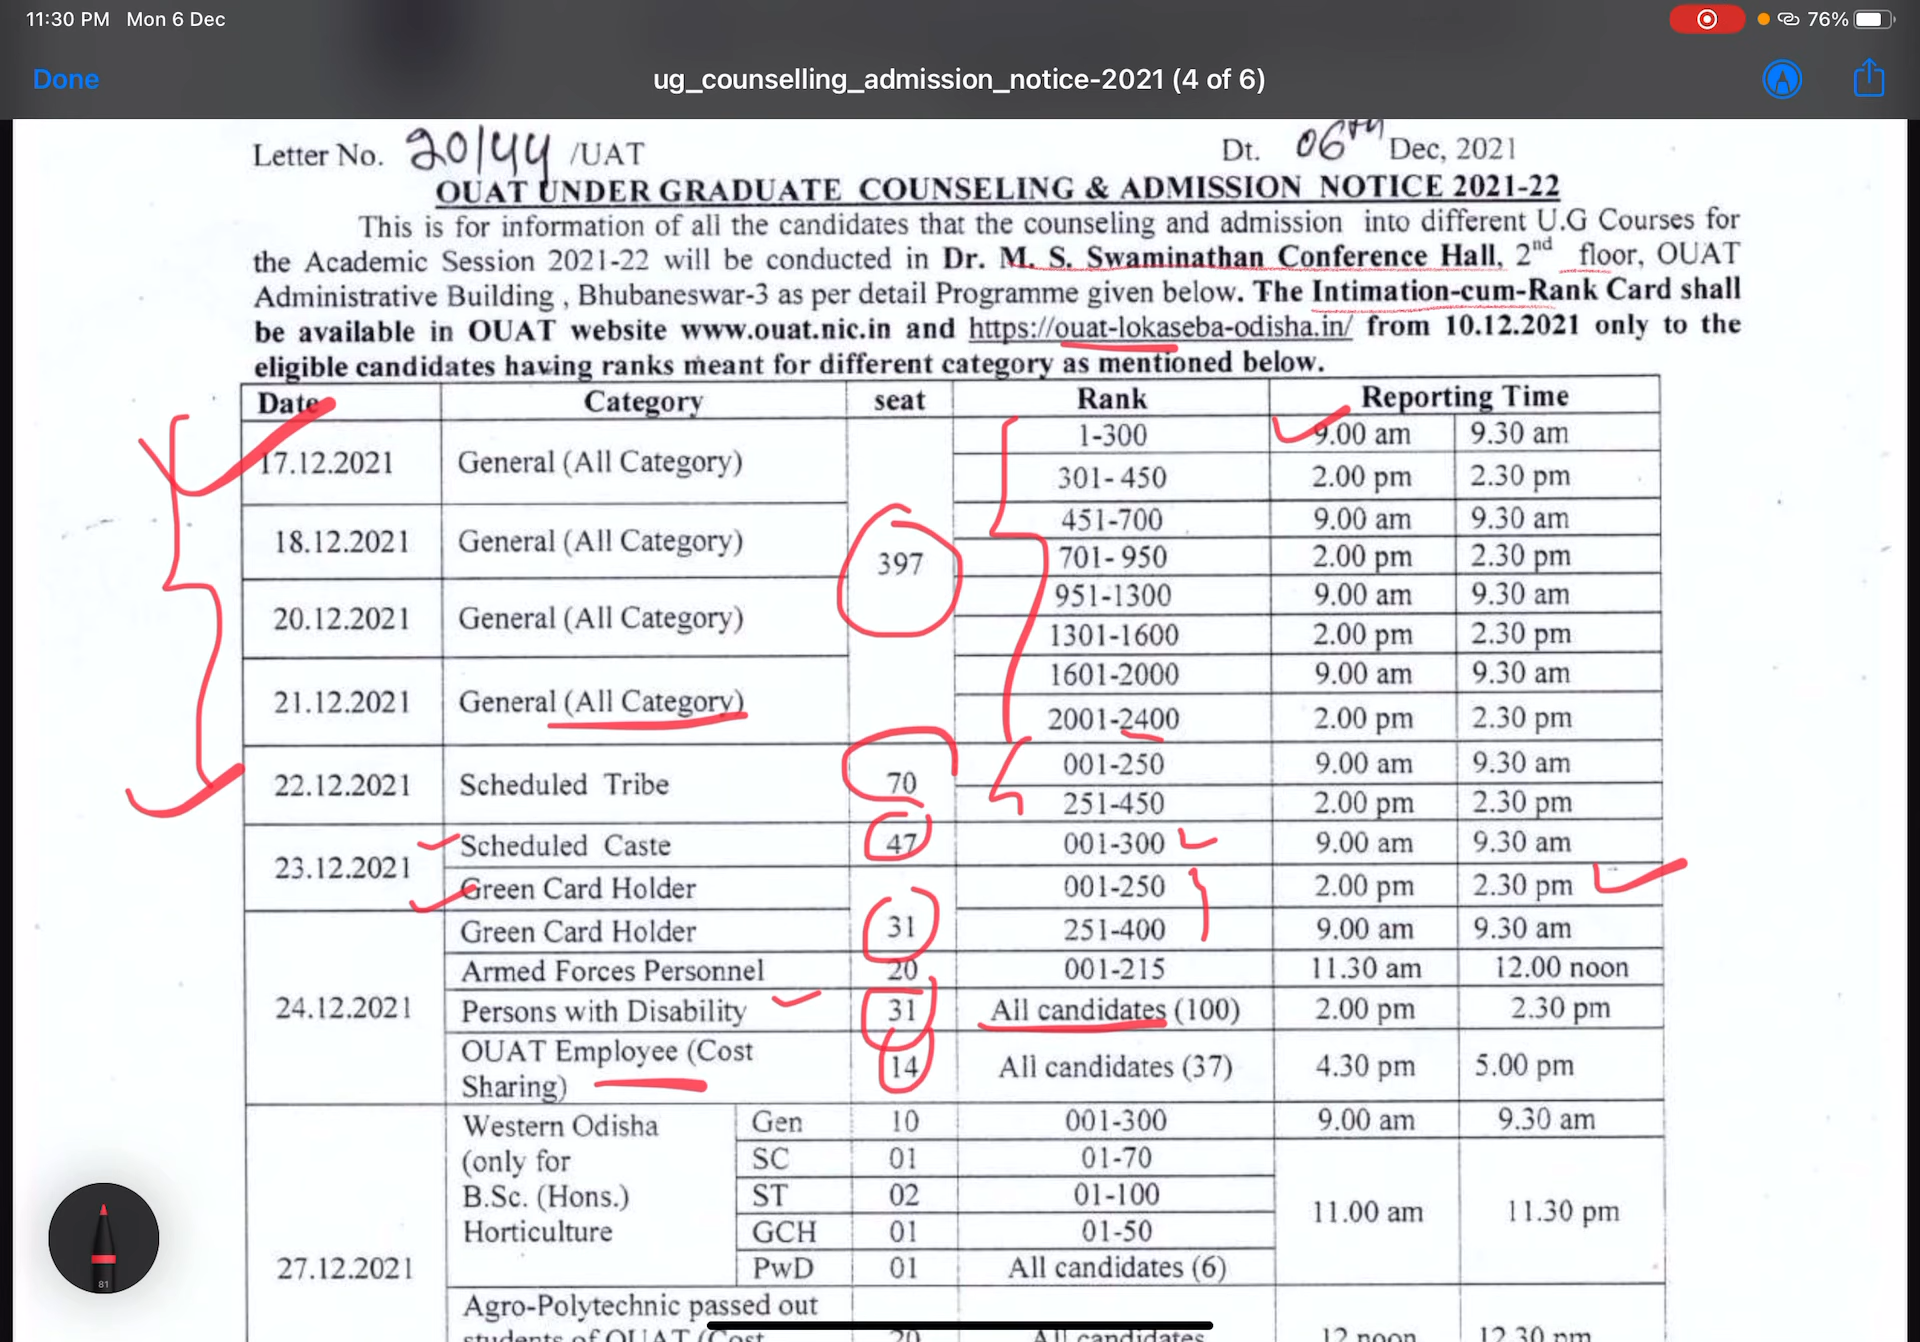 11:30 PM Mon 6 Dec
76%
Done
ug_counselling_admission_notice-2021 (4 of 6)
Letter No. 20144 /UAT Dt. 06th Dec, 2021
OUAT UNDER GRADUATE COUNSELING & ADMISSION NOTICE 2021-22
This is for information of all the candidates that the counseling and admission into different U.G Courses for
the Academic Session 2021-22 will be conducted in Dr. M. S. Swaminathan Conference Hall, 2nd floor, OUAT
Administrative Building , Bhubaneswar-3 as per detail Programme given below. The Intimation-cum-Rank Card shall
be available in OUAT website www.ouat.nic.in and https://ouat-lokaseba-odisha.in/ from 10.12.2021 only to the
eligible candidates having ranks meant for different category as mentioned below.
Date Category seat Rank Reporting Time
17.12.2021 General (All Category) 397 1-300 9.00 am 9.30 am
301- 450 2.00 pm 2.30 pm
18.12.2021 General (All Category) 451-700 9.00 am 9.30 am
701- 950 2.00 pm 2.30 pm
20.12.2021 General (All Category) 951-1300 9.00 am 9.30 am
1301-1600 2.00 pm 2.30 pm
21.12.2021 General (All Category) 1601-2000 9.00 am 9.30 am
2001-2400 2.00 pm 2.30 pm
22.12.2021 Scheduled Tribe 70 001-250 9.00 am 9.30 am
251-450 2.00 pm 2.30 pm
23.12.2021 Scheduled Caste 47 001-300 9.00 am 9.30 am
Green Card Holder 001-250 2.00 pm 2.30 pm
24.12.2021 Green Card Holder 31 251-400 9.00 am 9.30 am
Armed Forces Personnel 20 001-215 11.30 am 12.00 noon
Persons with Disability 31 All candidates (100) 2.00 pm 2.30 pm
OUAT Employee (Cost
Sharing) 14 All candidates (37) 4.30 pm 5.00 pm
27.12.2021 Western Odisha Gen 10 001-300 9.00 am 9.30 am
(only for SC 01 01-70 11.00 am 11.30 pm
B.Sc. (Hons.) ST 02 01-100
Horticulture GCH 01 01-50
PwD 01 All candidates (6)
Agro-Polytechnic passed out
students of OUAT (Cost 20 All candidates 12 noon 12.30 pm
81